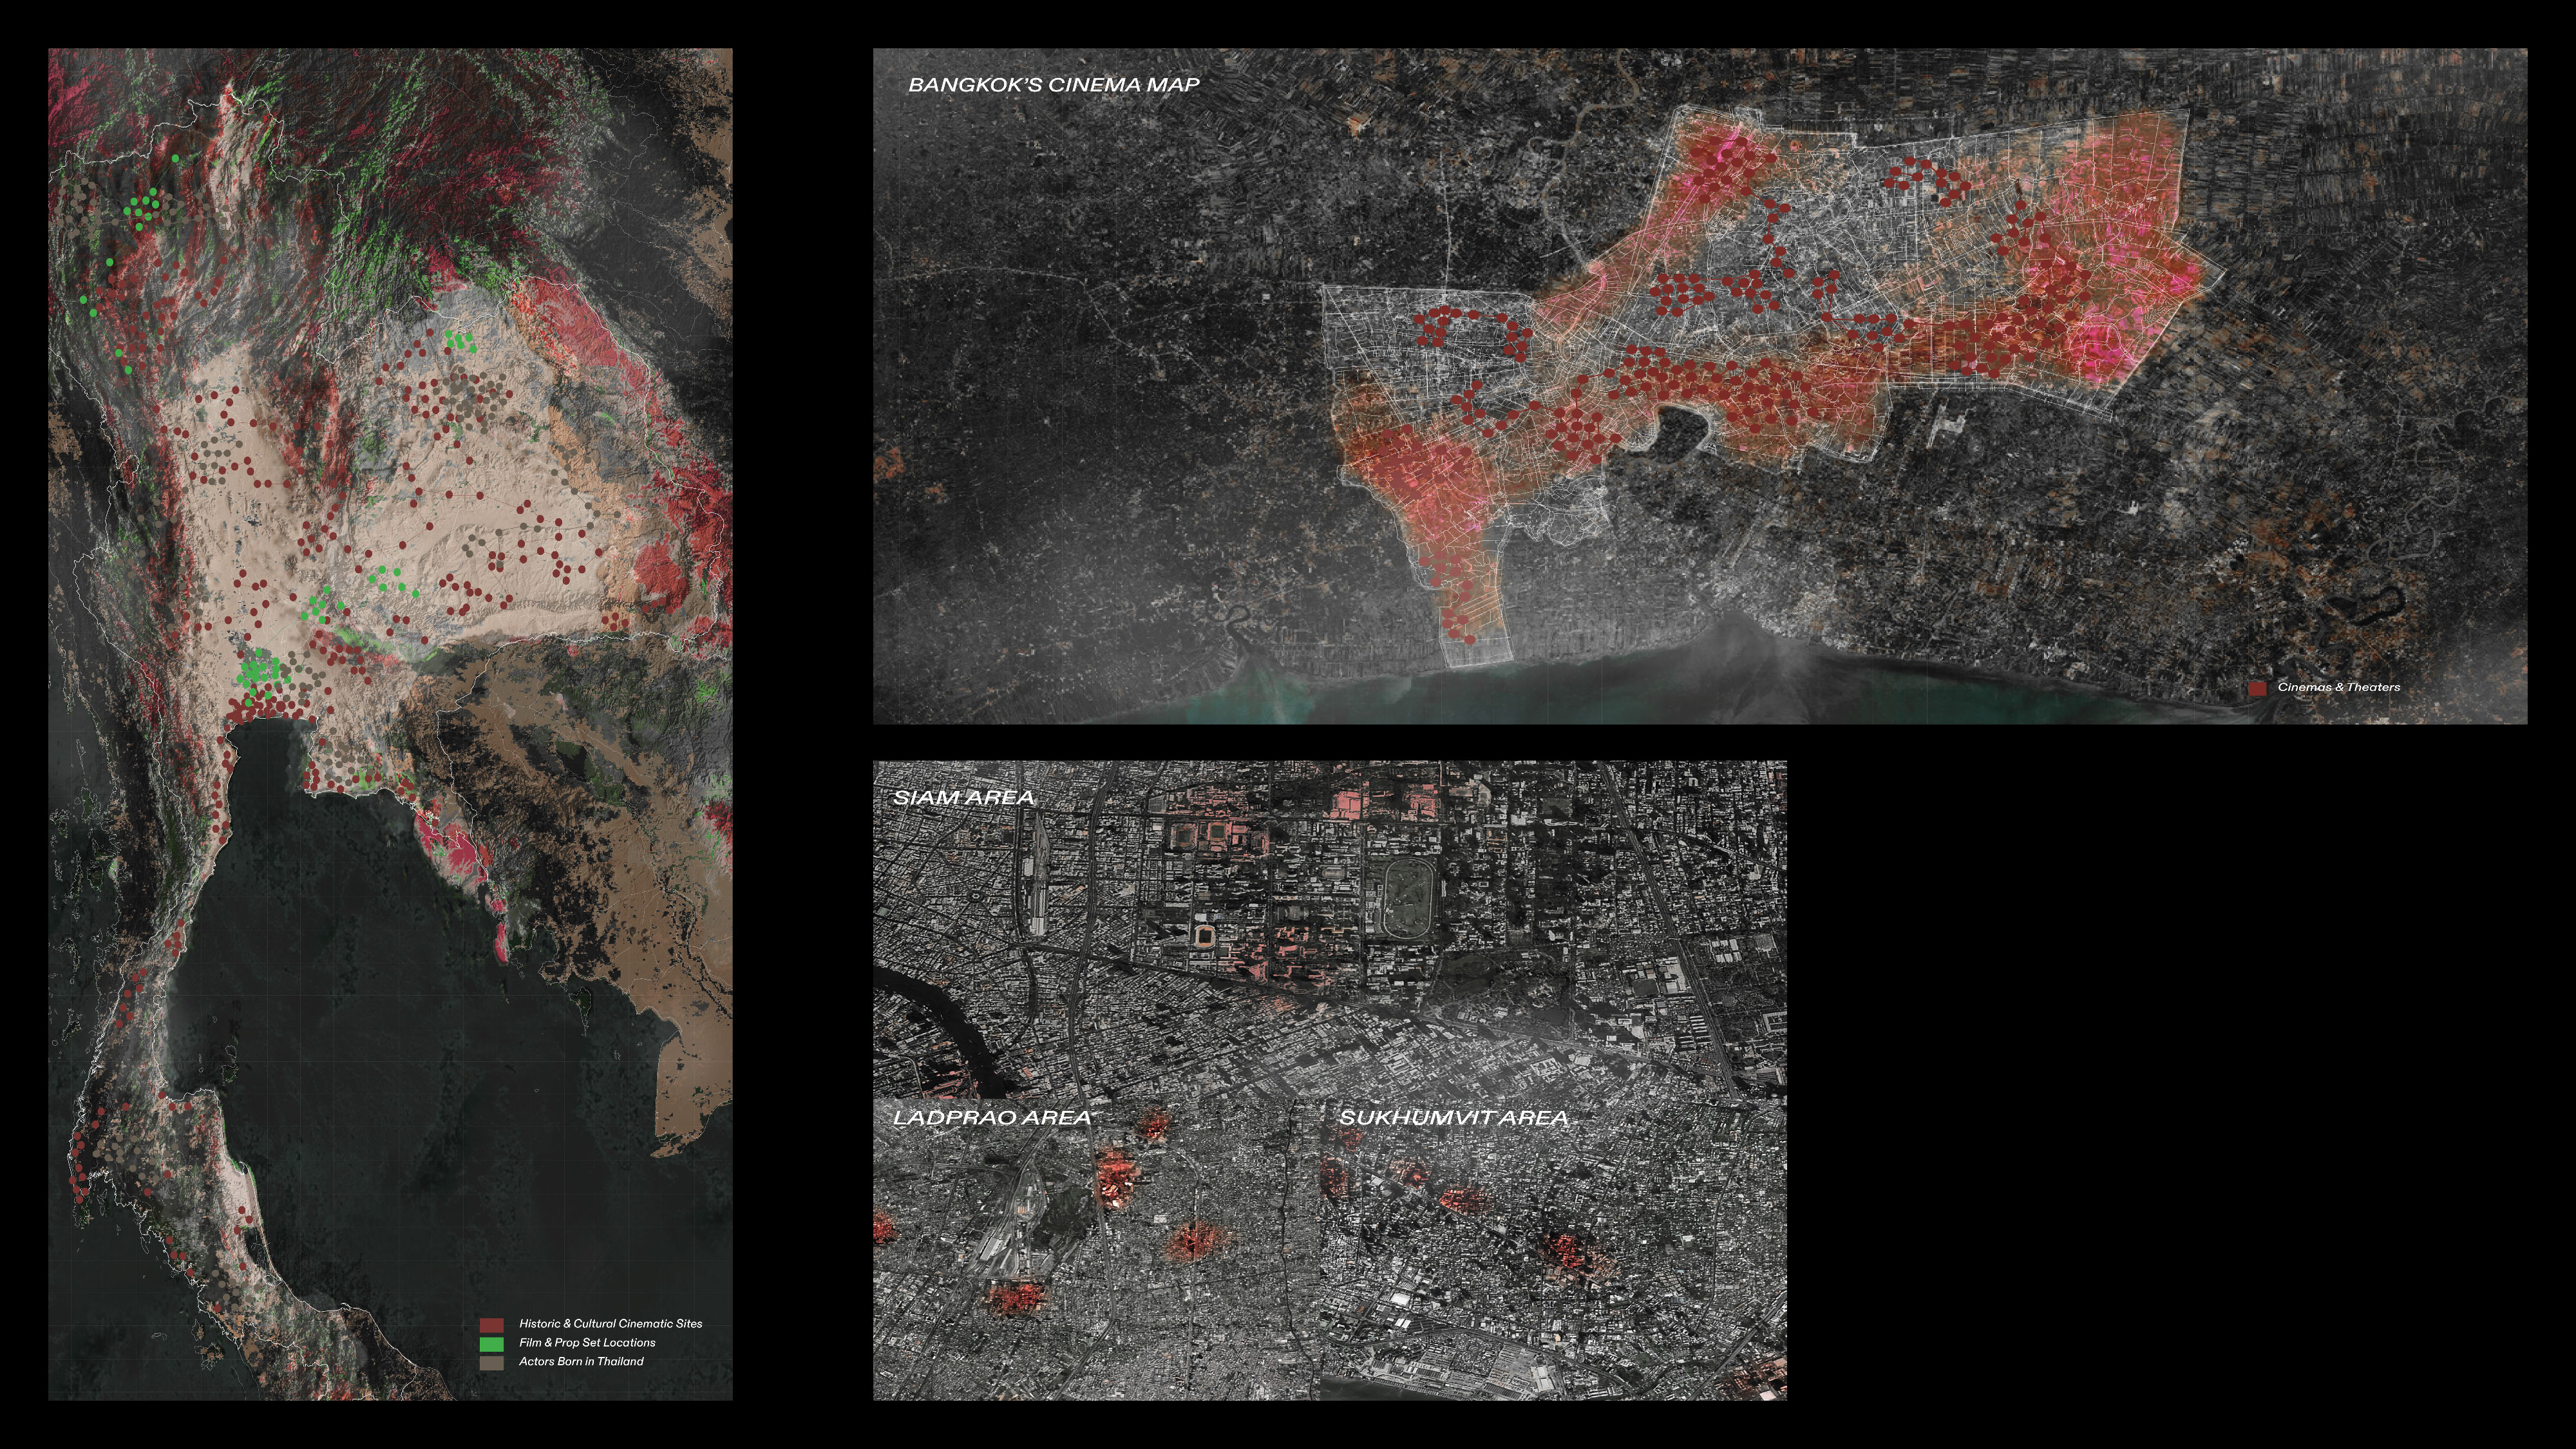 BANGKOK'S CINEMA MAP
Cinemas & Theaters
SIAM AREA
LADPRAO AREA
SUKHUMVIT AREA
Historic & Cultural Cinematic Sites
Film & Prop Set Locations
Actors Born in Thailand